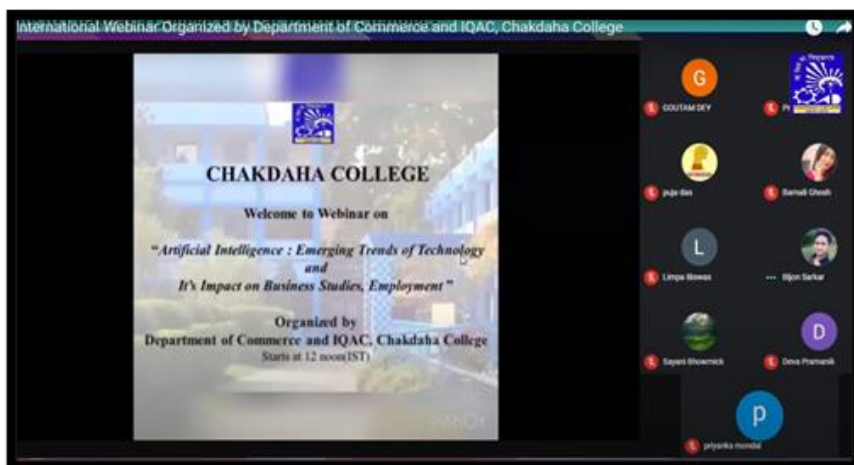 International Webinar Organized by Department of Commerce and IQAC, Chakdaha College
CHAKDAHA COLLEGE
Welcome to Webinar on
“Artificial Intelligence : Emerging Trends of Technology
and
It's Impact on Business Studies, Employment ”
Organized by
Department of Commerce and IQAC, Chakdaha College
Starts at 12 noon(IST)
G
GOUTAM DEY
puja das
Barnali Ghosh
L
Limpa Biswas
Bijon Sarkar
Sayani Bhowmick
D
Deva Pramanik
p
priyanka mondal